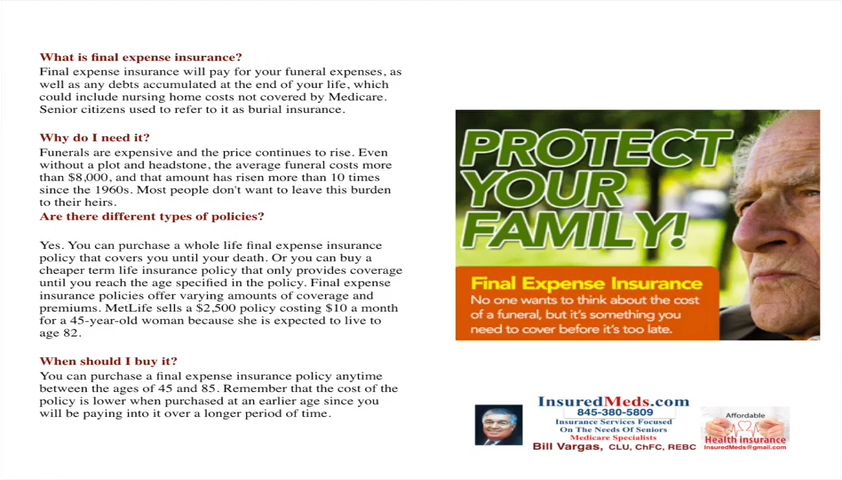 What is final expense insurance?
Final expense insurance will pay for your funeral expenses, as
well as any debts accumulated at the end of your life, which
could include nursing home costs not covered by Medicare.
Senior citizens used to refer to it as burial insurance.
Why do I need it?
Funerals are expensive and the price continues to rise. Even
without a plot and headstone, the average funeral costs more
than $8,000, and that amount has risen more than 10 times
since the 1960s. Most people don't want to leave this burden
to their heirs.
Are there different types of policies?
Yes. You can purchase a whole life final expense insurance
policy that covers you until your death. Or you can buy a
cheaper term life insurance policy that only provides coverage
until you reach the age specified in the policy. Final expense
insurance policies offer varying amounts of coverage and
premiums. MetLife sells a $2,500 policy costing $10 a month
for a 45-year-old woman because she is expected to live to
age 82.
When should I buy it?
You can purchase a final expense insurance policy anytime
between the ages of 45 and 85. Remember that the cost of the
policy is lower when purchased at an earlier age since you
will be paying into it over a longer period of time.
PROTECT
YOUR
FAMILY!
Final Expense Insurance
No one wants to think about the cost
of a funeral, but it's something you
need to cover before it's too late.
InsuredMeds.com
845-380-5809
Insurance Services Focused
On The Needs Of Seniors
Medicare Specialists
Bill Vargas, CLU, ChFC, REBC
Affordable
Health insurance
InsuredMeds@gmail.com